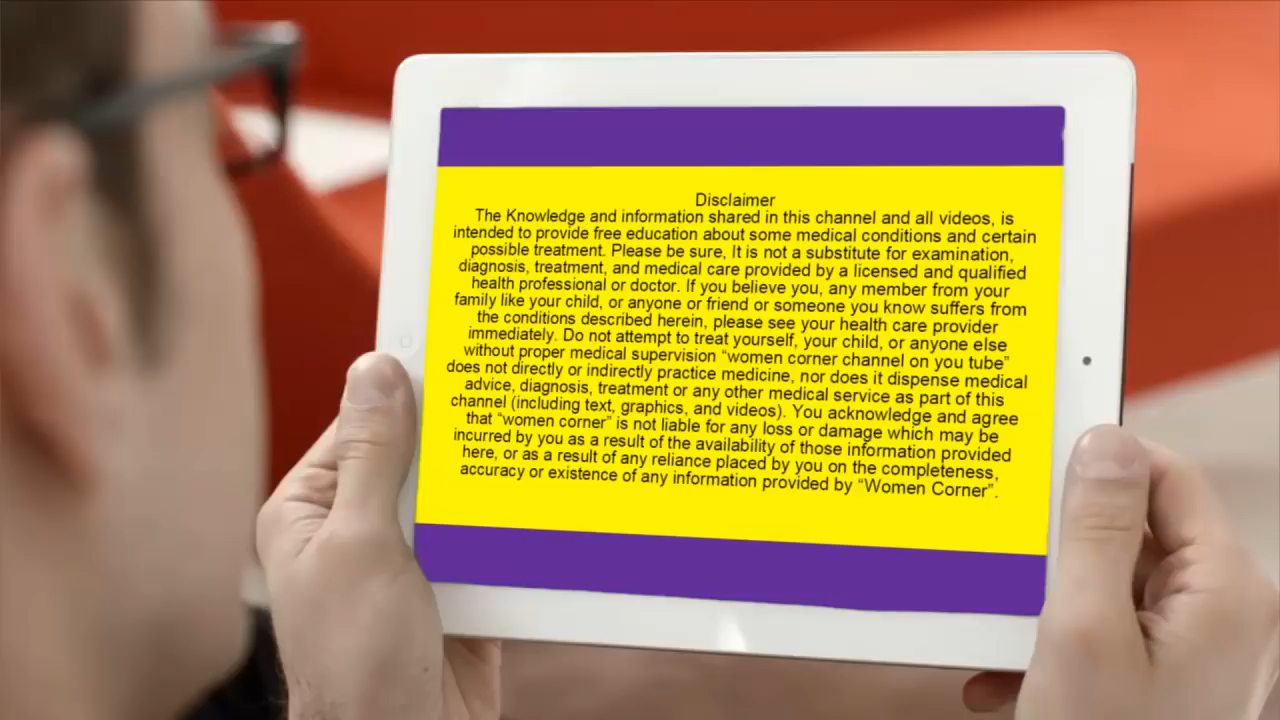 Disclaimer
The Knowledge and information shared in this channel and all videos, is
intended to provide free education about some medical conditions and certain
possible treatment. Please be sure, It is not a substitute for examination,
diagnosis, treatment, and medical care provided by a licensed and qualified
health professional or doctor. If you believe you, any member from your
family like your child, or anyone or friend or someone you know suffers from
the conditions described herein, please see your health care provider
immediately. Do not attempt to treat yourself, your child, or anyone else
without proper medical supervision “women corner channel on you tube”
does not directly or indirectly practice medicine, nor does it dispense medical
advice, diagnosis, treatment or any other medical service as part of this
channel (including text, graphics, and videos). You acknowledge and agree
that “women corner” is not liable for any loss or damage which may be
incurred by you as a result of the availability of those information provided
here, or as a result of any reliance placed by you on the completeness,
accuracy or existence of any information provided by “Women Corner”.